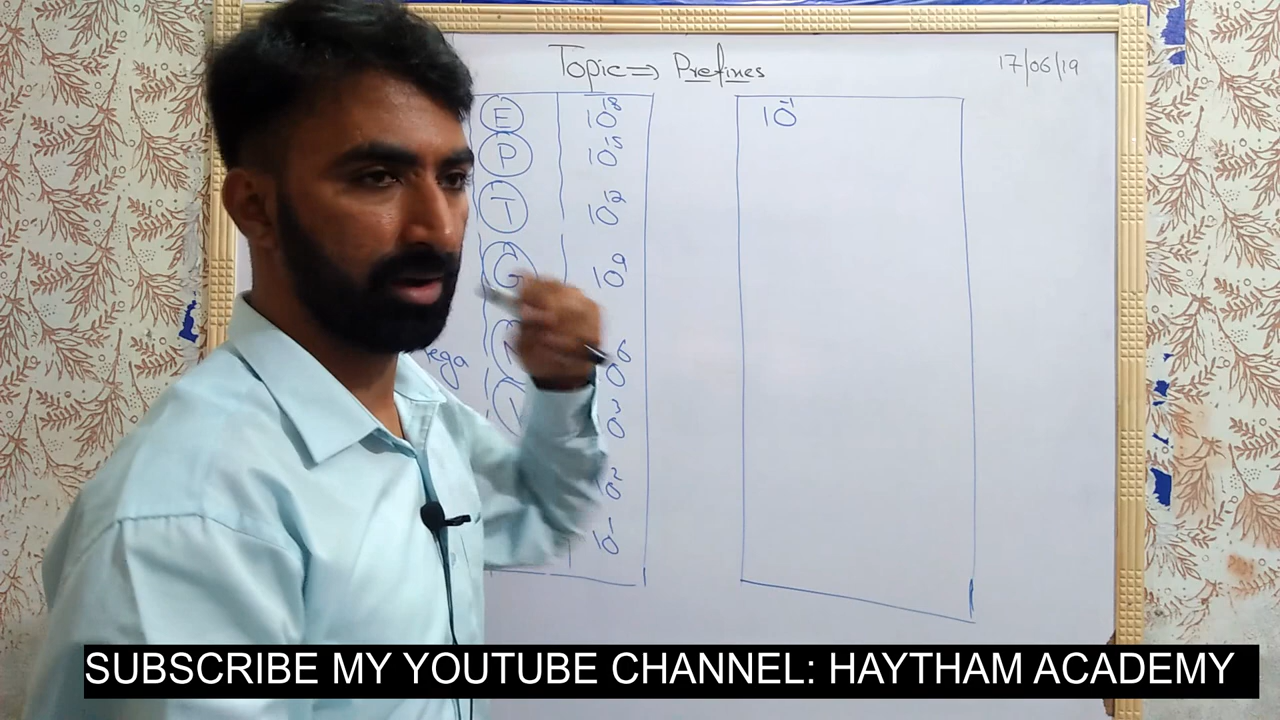 Topic ⇒ Prefixes
17/06/19
E 10^18
P 10^15
T 10^12
G 10^9
ega 10^6
10^3
10^2
10^1
10^-1
SUBSCRIBE MY YOUTUBE CHANNEL: HAYTHAM ACADEMY